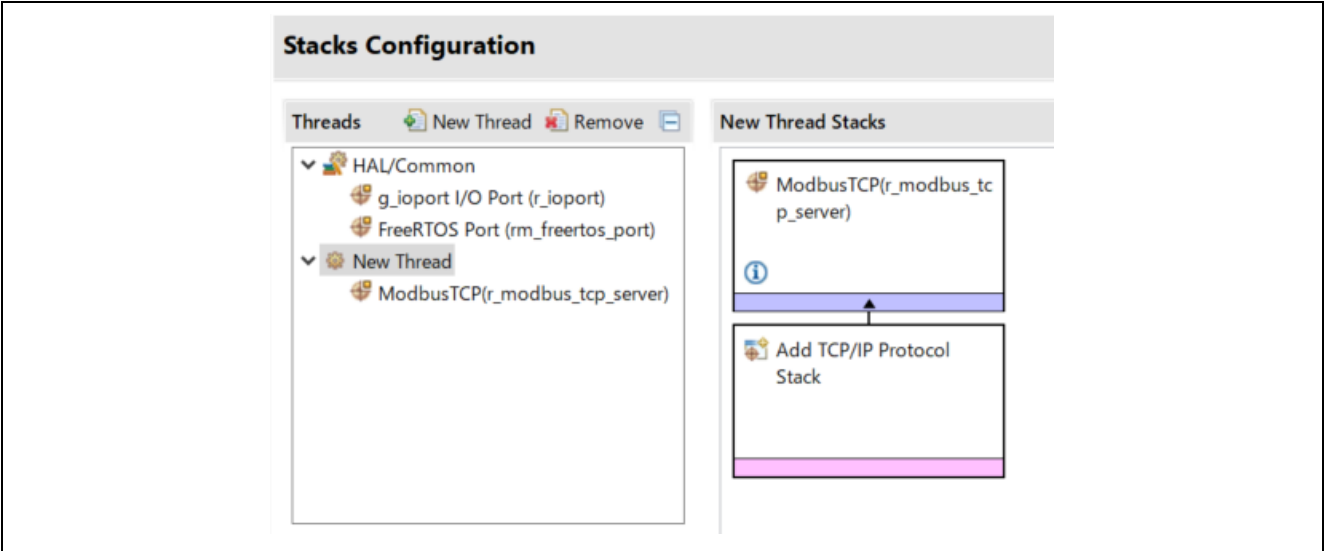 Stacks Configuration
Threads New Thread Remove
HAL/Common
g_ioport I/O Port (r_ioport)
FreeRTOS Port (rm_freertos_port)
New Thread
ModbusTCP(r_modbus_tcp_server)
New Thread Stacks
ModbusTCP(r_modbus_tc
p_server)
Add TCP/IP Protocol
Stack